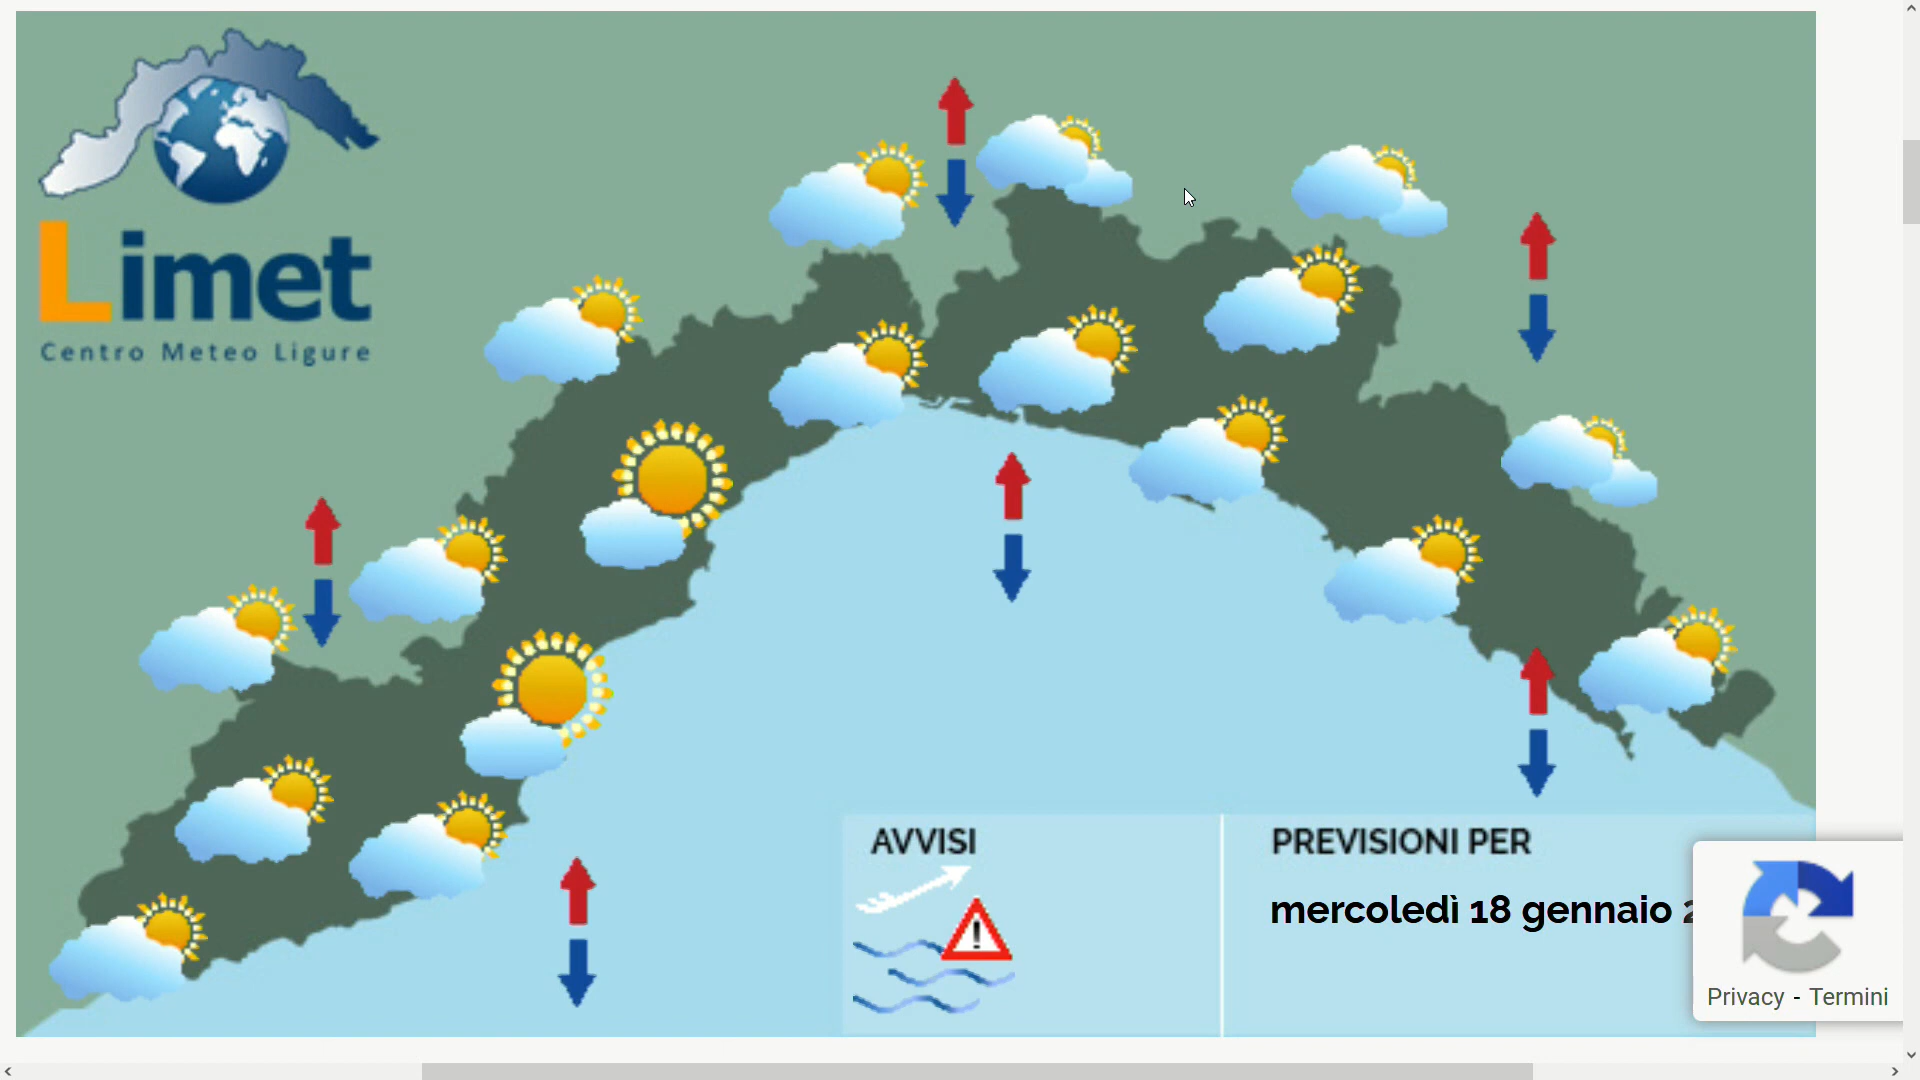 Limet
Centro Meteo Ligure
AVVISI
PREVISIONI PER
mercoledì 18 gennaio
Privacy - Termini